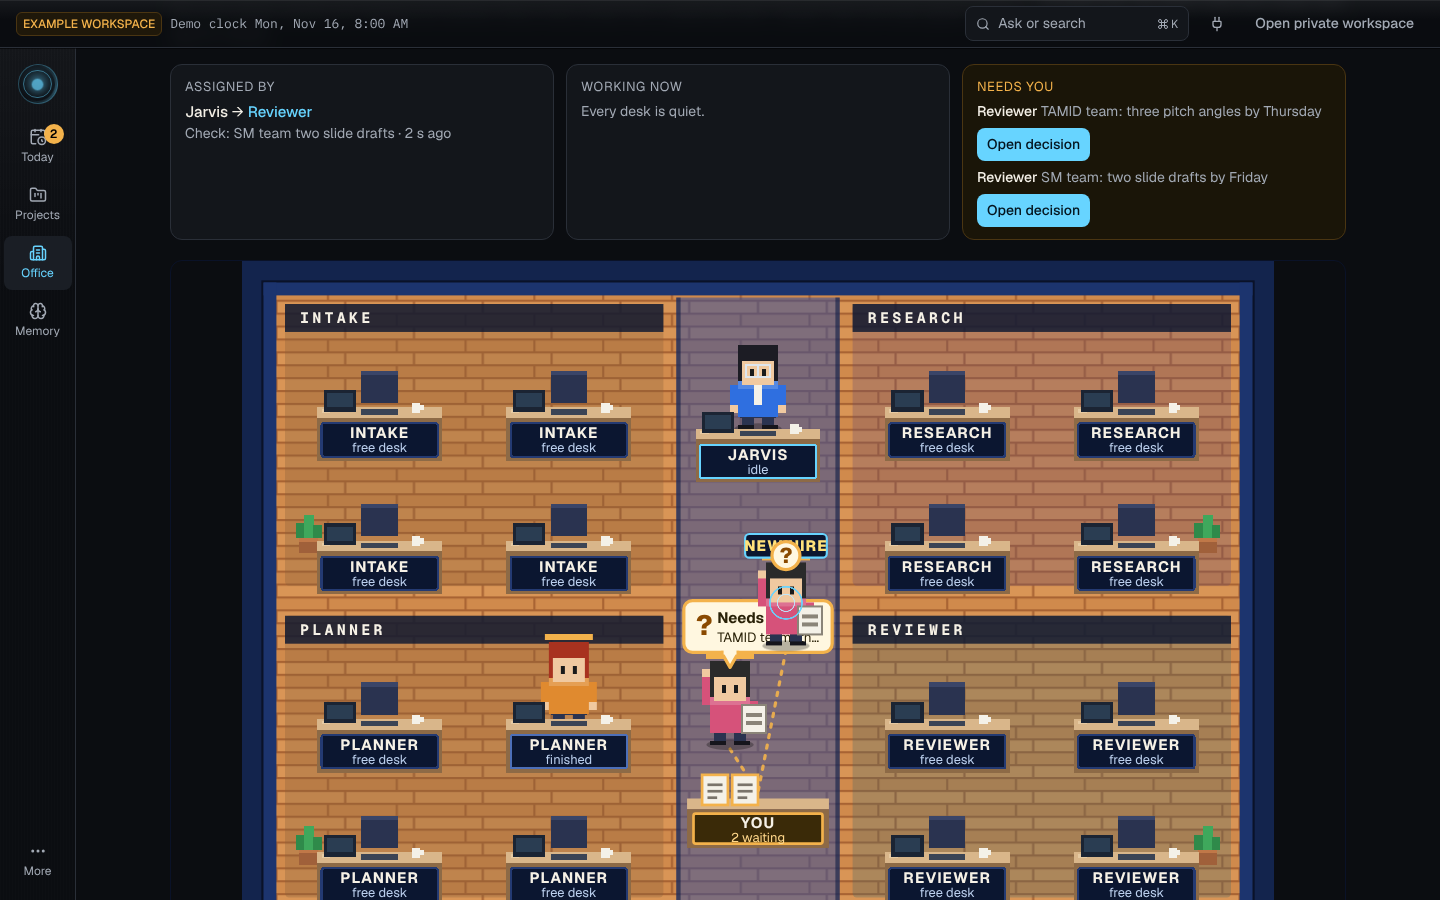 EXAMPLE WORKSPACE Demo clock Mon, Nov 16, 8:00 AM
Ask or search ⌘K
Open private workspace
2
Today
Projects
Office
Memory
More
ASSIGNED BY
Jarvis → Reviewer
Check: SM team two slide drafts · 2 s ago
WORKING NOW
Every desk is quiet.
NEEDS YOU
Reviewer TAMID team: three pitch angles by Thursday
Open decision
Reviewer SM team: two slide drafts by Friday
Open decision
INTAKE
RESEARCH
INTAKE
free desk
INTAKE
free desk
JARVIS
idle
RESEARCH
free desk
RESEARCH
free desk
?
INTAKE
free desk
INTAKE
free desk
RESEARCH
free desk
RESEARCH
free desk
? Needs
TAMID
PLANNER
REVIEWER
PLANNER
free desk
PLANNER
finished
REVIEWER
free desk
REVIEWER
free desk
YOU
2 waiting
PLANNER
free desk
PLANNER
free desk
REVIEWER
free desk
REVIEWER
free desk